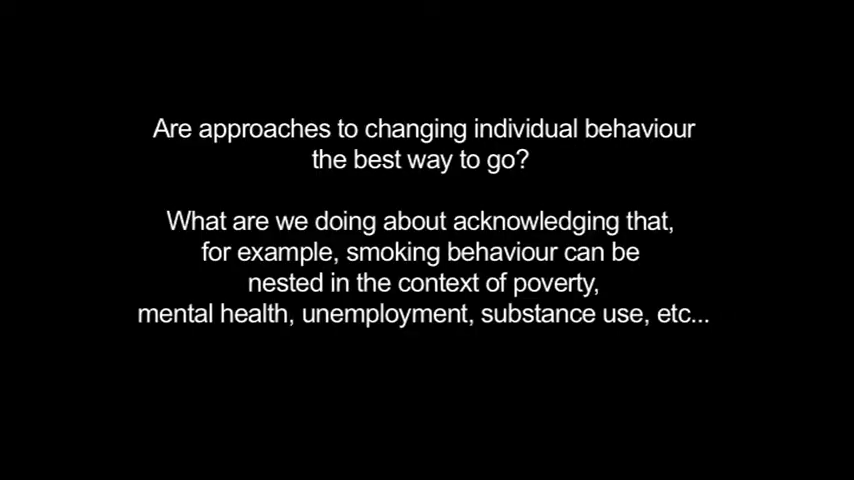 Are approaches to changing individual behaviour
the best way to go?
What are we doing about acknowledging that,
for example, smoking behaviour can be
nested in the context of poverty,
mental health, unemployment, substance use, etc...